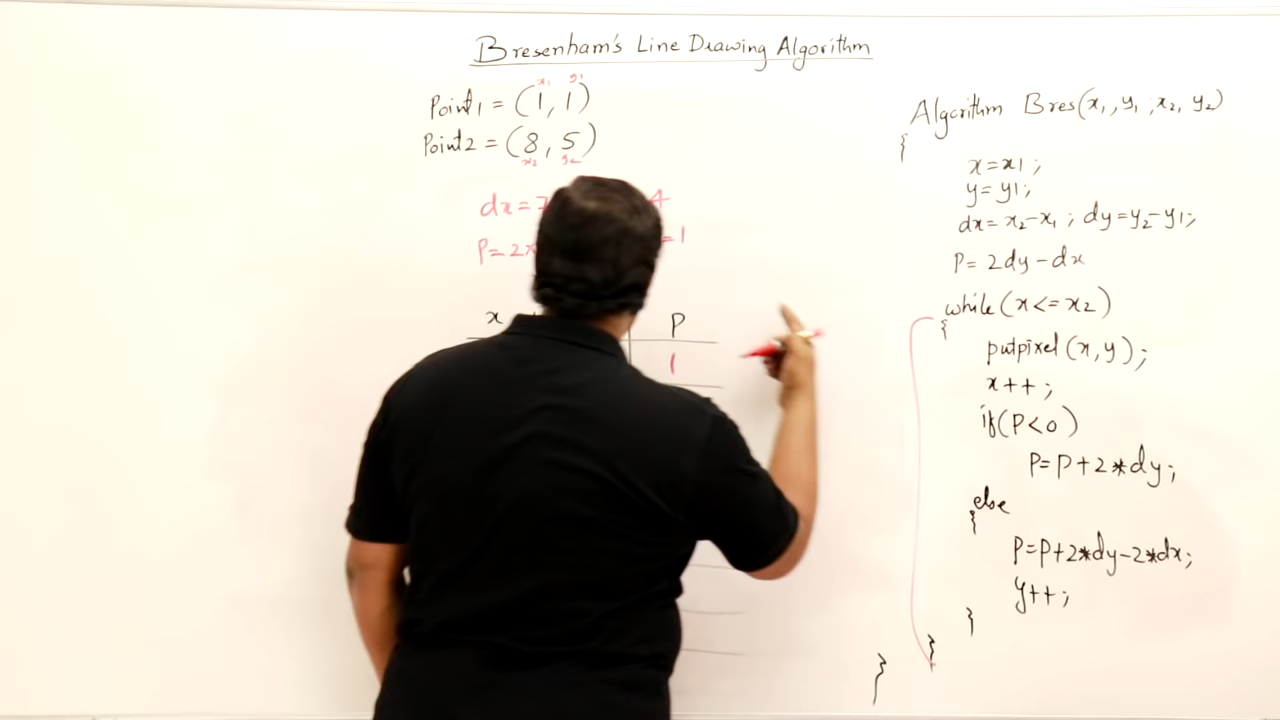 Bresenham's Line Drawing Algorithm
x1 y1
Point1 = (1, 1)
Point2 = (8, 5)
x2 y2
dx = 7 4
P = 2x = 1
x P
1
Algorithm Bres(x1, y1, x2, y2)
{
x = x1;
y = y1;
dx = x2 - x1; dy = y2 - y1;
P = 2dy - dx
while (x <= x2)
{
putpixel (x, y);
x++;
if (P < 0)
P = P + 2 * dy;
else
{
P = P + 2 * dy - 2 * dx;
y++;
}
}
}